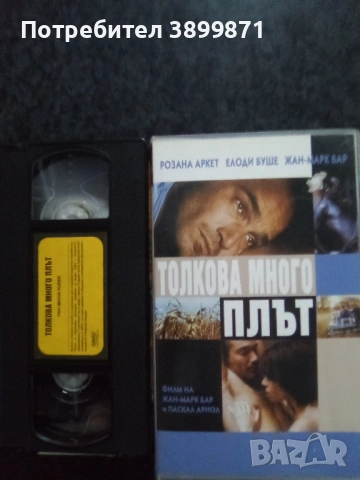 Потребител 3899871
РОЗАНА АРКЕТ ЕЛОДИ БУШЕ ЖАН-МАРК БАР
ТОЛКОВА МНОГО
ПЛЪТ
ФИЛМ НА
ЖАН-МАРК БАР
И ПАСКАЛ АРНОЛ
ТОЛКОВА МНОГО ПЛЪТ
BAZAR
bg